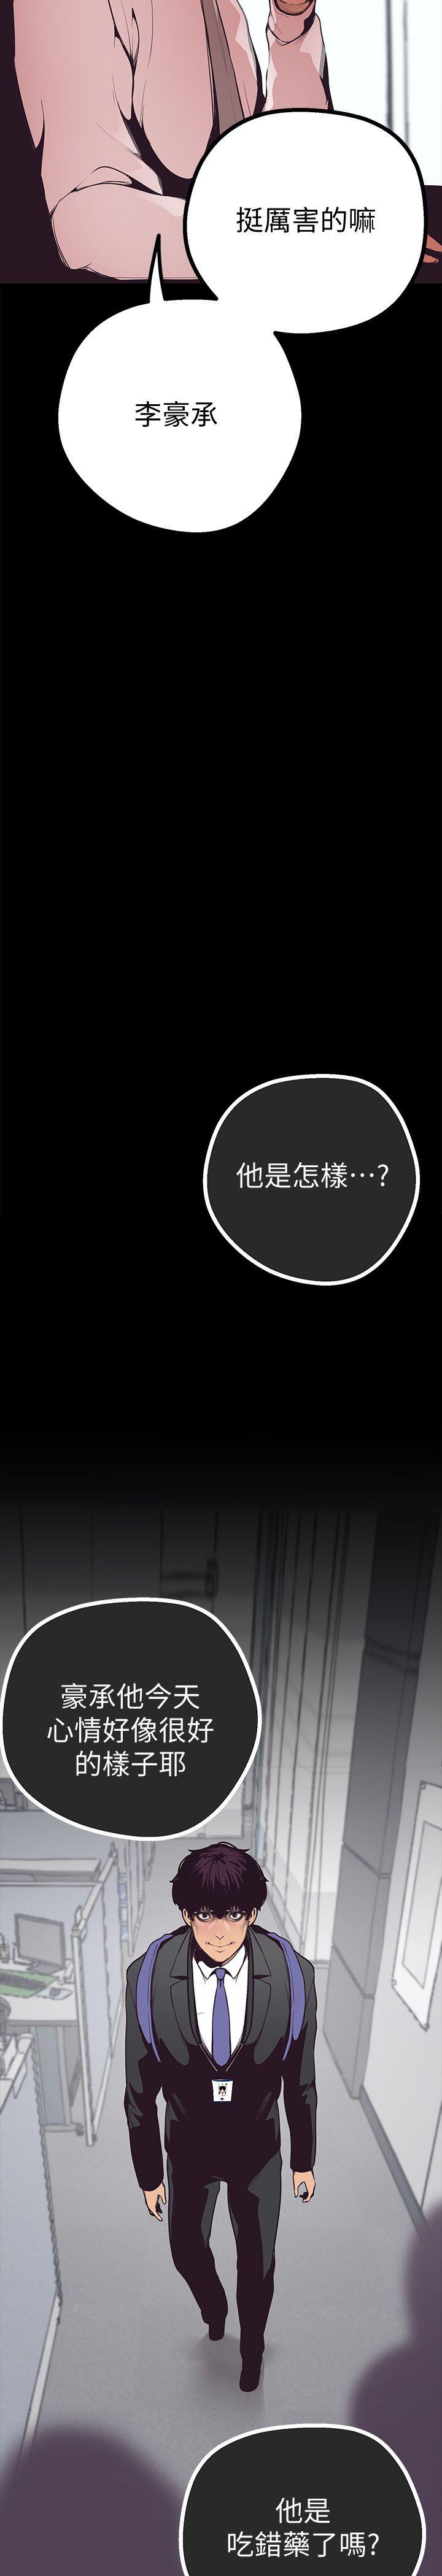 挺厲害的嘛
李豪承
他是怎樣…?
豪承他今天
心情好像很好
的樣子耶
他是
吃錯藥了嗎?